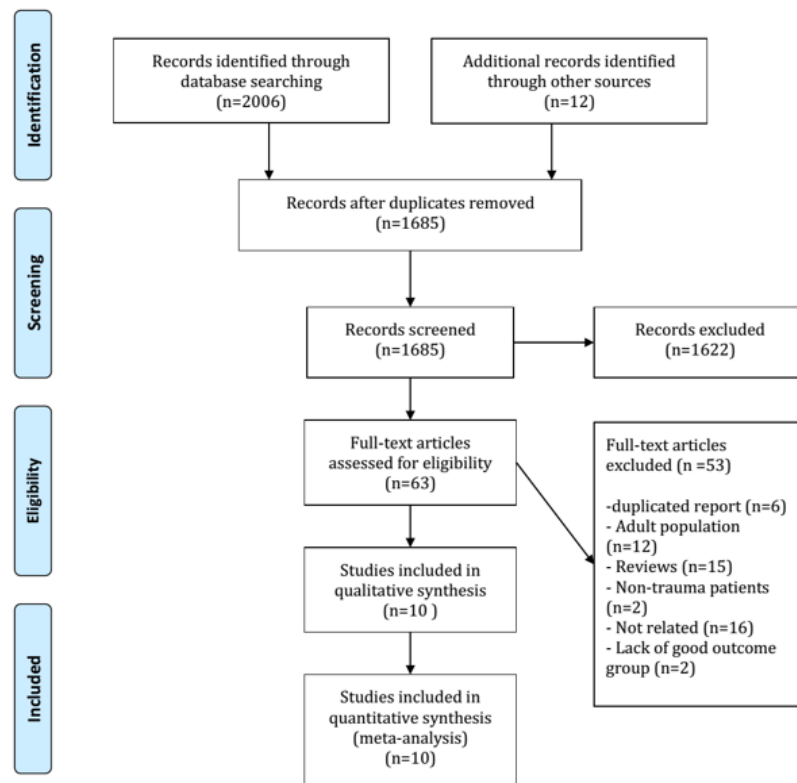 Identification
Records identified through
database searching
(n=2006)
Additional records identified
through other sources
(n=12)
Records after duplicates removed
(n=1685)
Screening
Records screened
(n=1685)
Records excluded
(n=1622)
Eligibility
Full-text articles
assessed for eligibility
(n=63)
Full-text articles
excluded (n =53)
-duplicated report (n=6)
- Adult population
(n=12)
- Reviews (n=15)
- Non-trauma patients
(n=2)
- Not related (n=16)
- Lack of good outcome
group (n=2)
Studies included in
qualitative synthesis
(n=10 )
Included
Studies included in
quantitative synthesis
(meta-analysis)
(n=10)